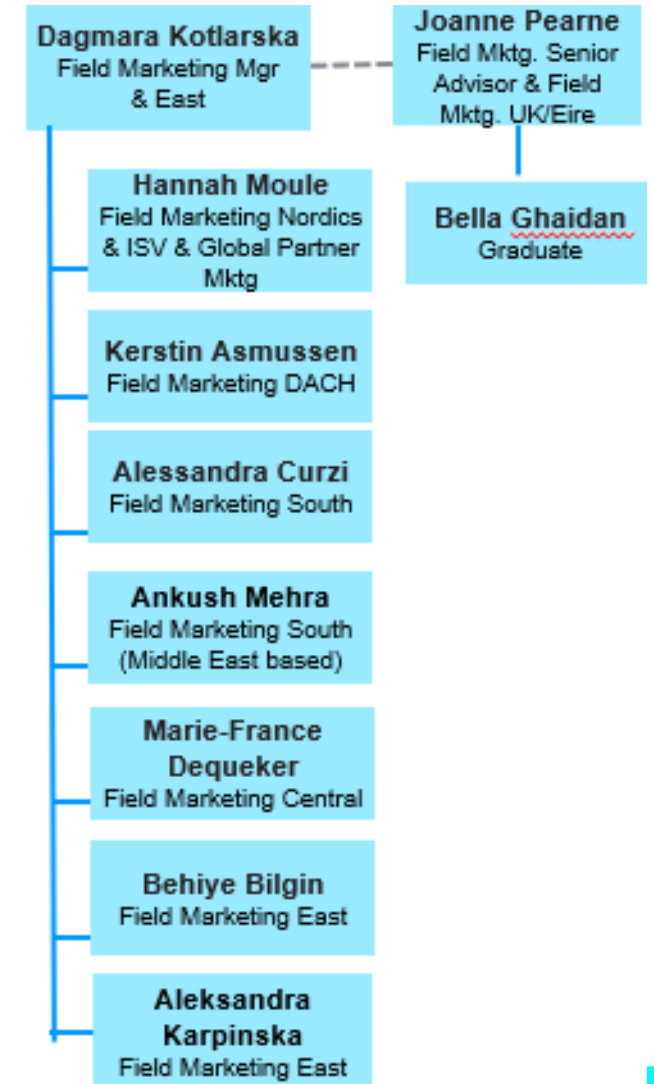 Dagmara Kotlarska
Field Marketing Mgr
& East
Joanne Pearne
Field Mktg. Senior
Advisor & Field
Mktg. UK/Eire
Hannah Moule
Field Marketing Nordics
& ISV & Global Partner
Mktg
Bella Ghaidan
Graduate
Kerstin Asmussen
Field Marketing DACH
Alessandra Curzi
Field Marketing South
Ankush Mehra
Field Marketing South
(Middle East based)
Marie-France
Dequeker
Field Marketing Central
Behiye Bilgin
Field Marketing East
Aleksandra
Karpinska
Field Marketing East